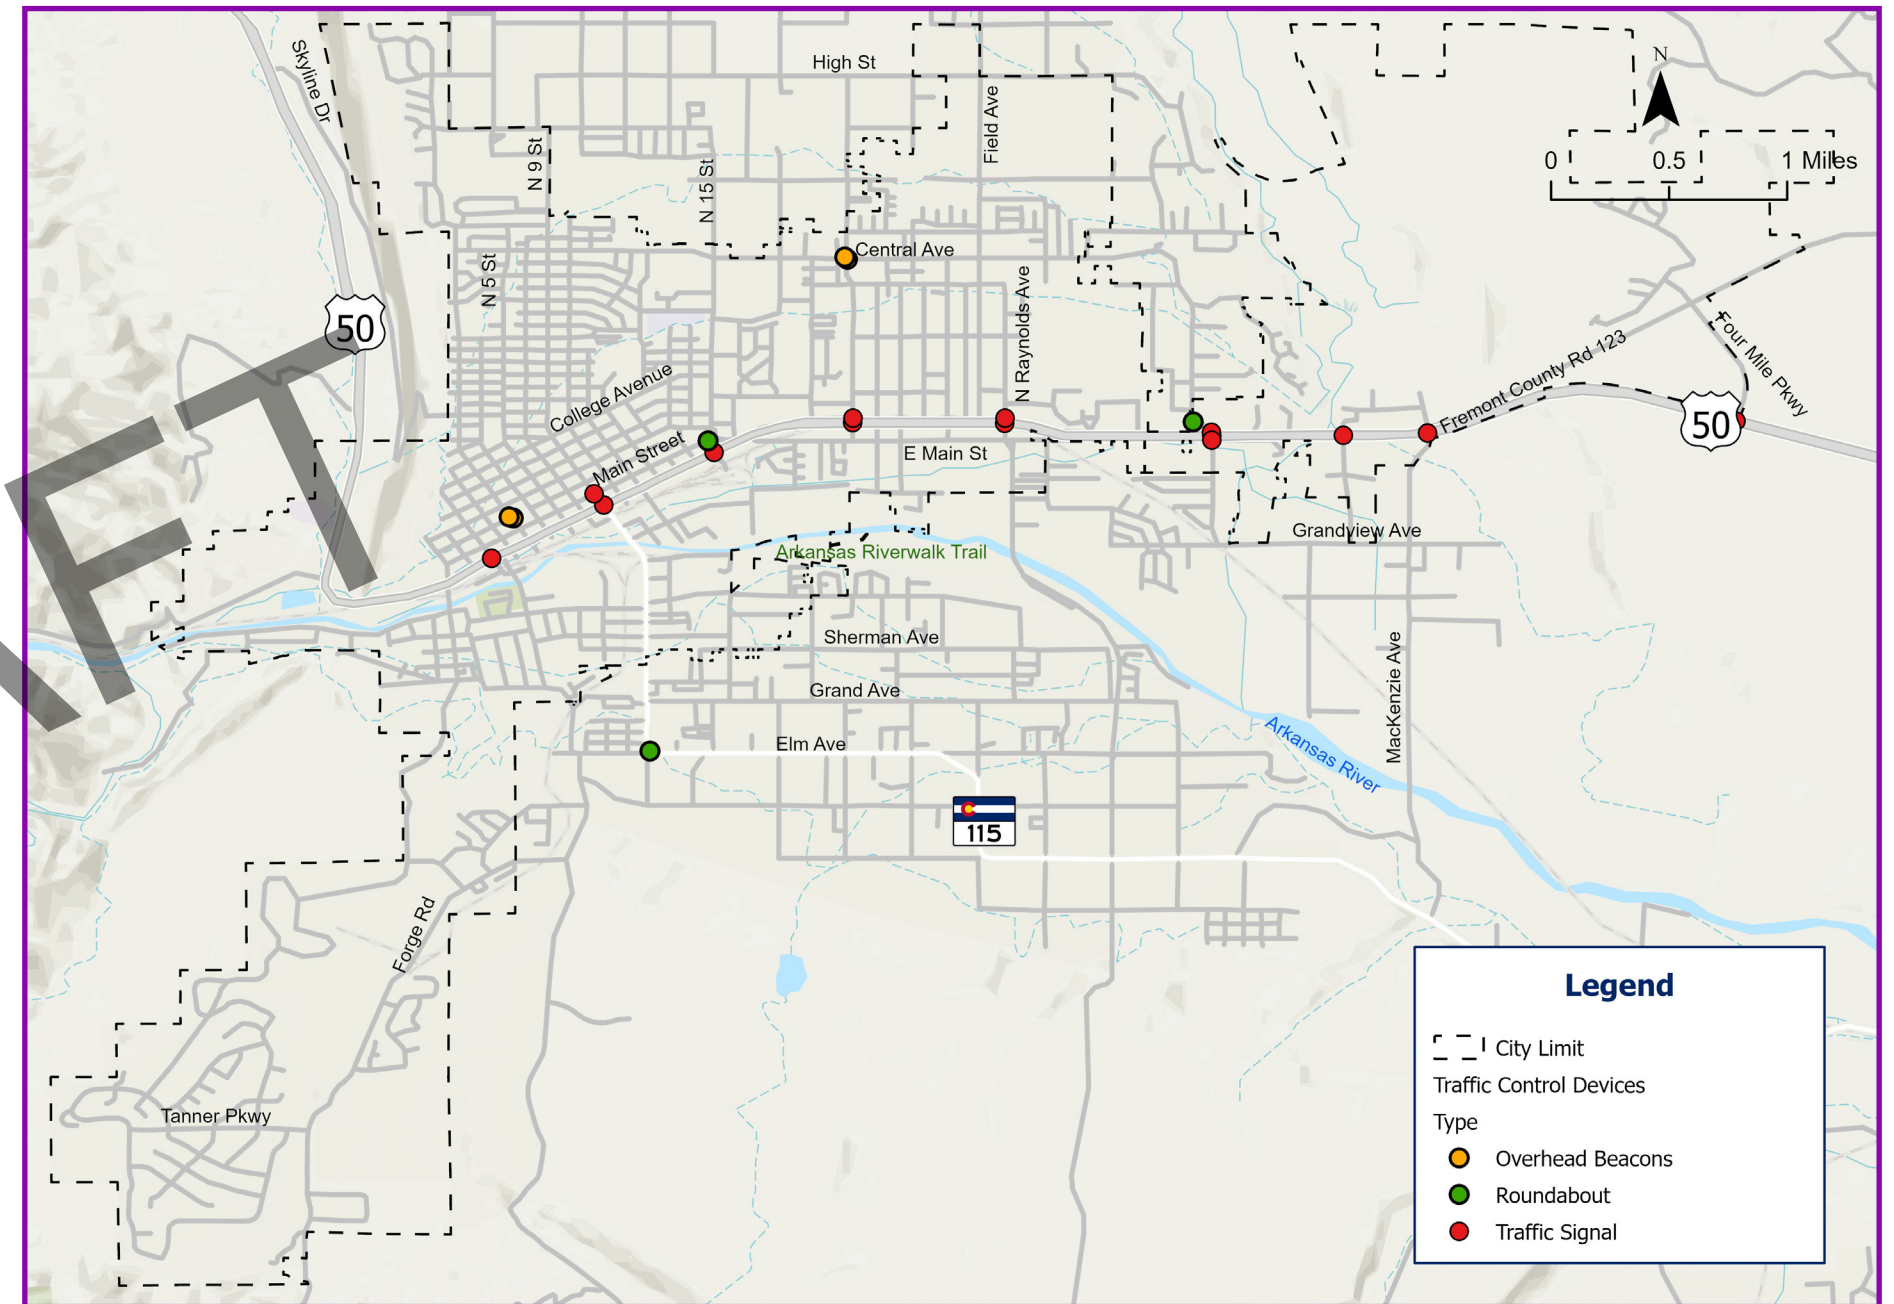 Skyline Dr
High St
N
0 0.5 1 Miles
Field Ave
N 9 St
N 15 St
Central Ave
N 5 St
50
N Raynolds Ave
Four Mile Pkwy
Fremont County Rd 123
College Avenue
50
Main Street
E Main St
Grandview Ave
Arkansas Riverwalk Trail
Sherman Ave
MacKenzie Ave
Grand Ave
Elm Ave
Arkansas River
115
Forge Rd
Tanner Pkwy
Legend
City Limit
Traffic Control Devices
Type
Overhead Beacons
Roundabout
Traffic Signal
FT